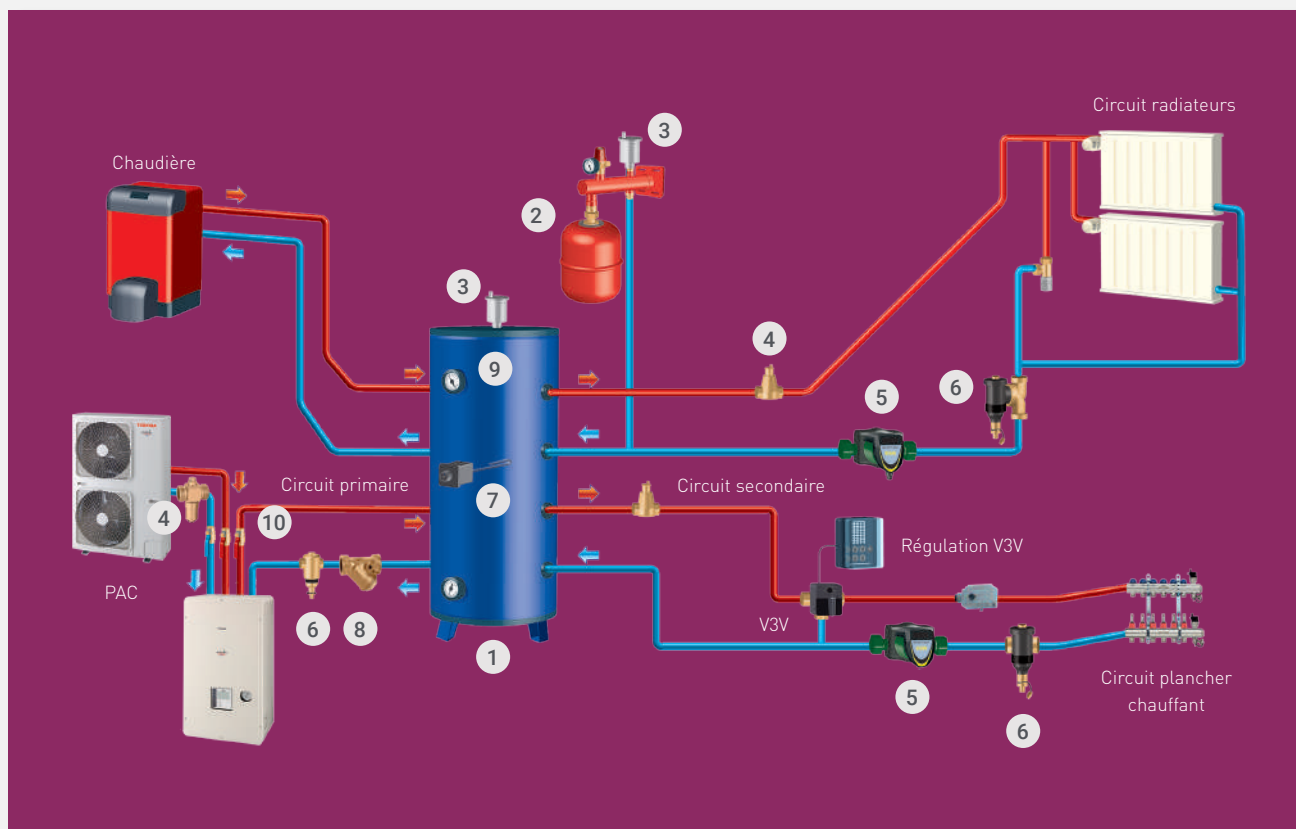 Circuit radiateurs
3
Chaudière
2
3
4
9
6
5
TOSHIBA
Circuit primaire
7
Circuit secondaire
4
10
Régulation V3V
PAC
V3V
6
8
1
5
Circuit plancher
chauffant
6